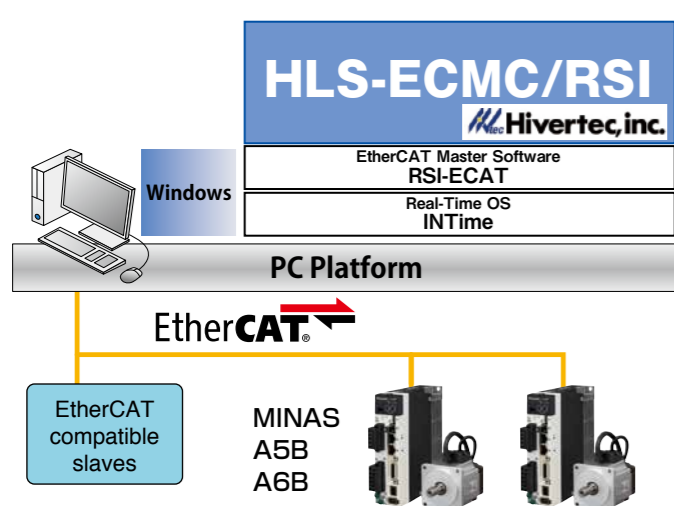 HLS-ECMC/RSI
Mtec Hivertec, inc.
EtherCAT Master Software
RSI-ECAT
Windows
Real-Time OS
INTime
PC Platform
EtherCAT®
EtherCAT
compatible
slaves
MINAS
A5B
A6B